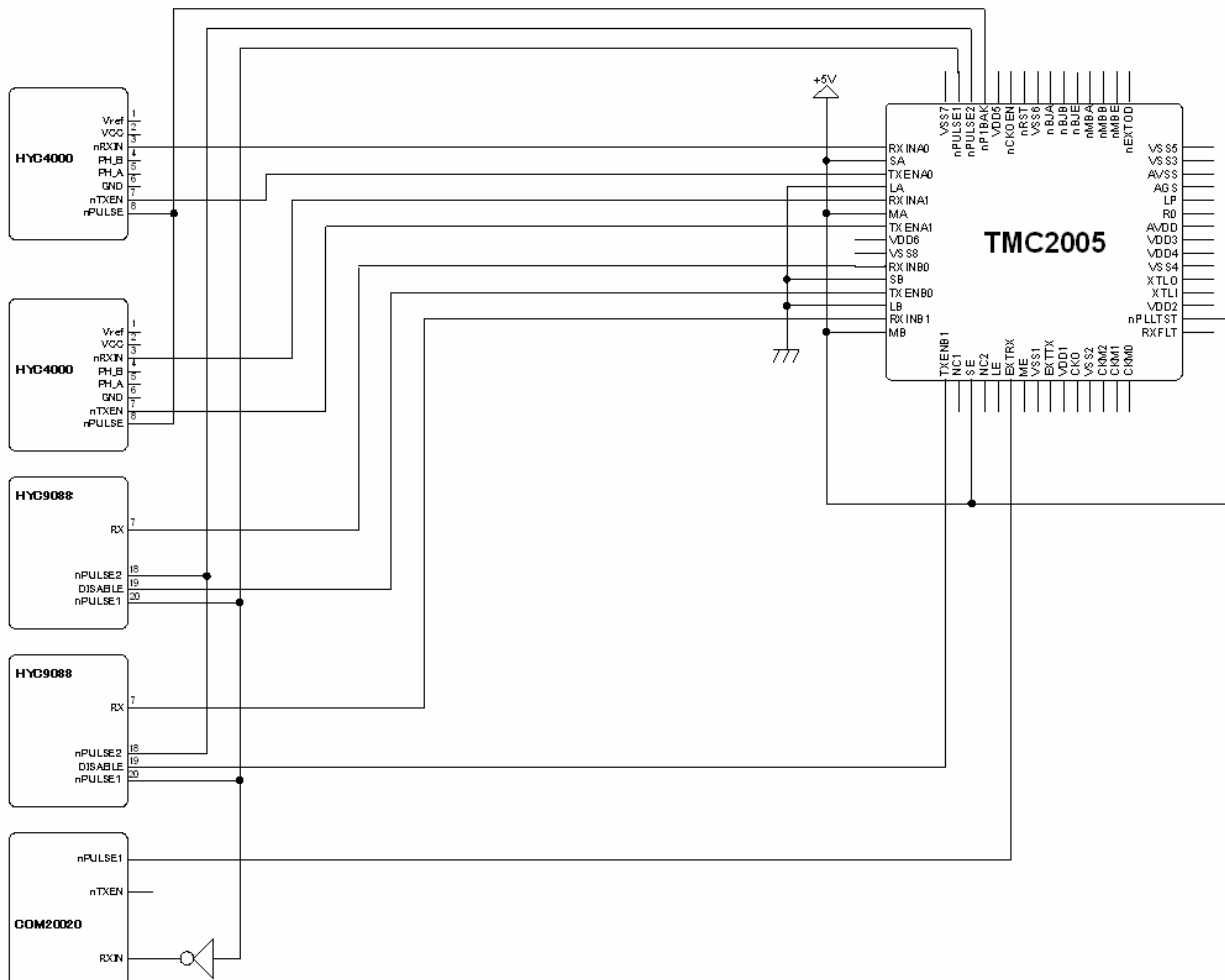 +5V
HYC4000
Vref 1
VCC 2
nRXIN 3
PH_B 4
PH_A 5
GND 6
nTXEN 7
nPULSE 8
HYC4000
Vref 1
VCC 2
nRXIN 3
PH_B 4
PH_A 5
GND 6
nTXEN 7
nPULSE 8
HYC9088
RX 7
nPULSE2 18
DISABLE 19
nPULSE1 20
HYC9088
RX 7
nPULSE2 18
DISABLE 19
nPULSE1 20
COM20020
nPULSE1
nTXEN
RXIN
TMC2005
VSS7
nPULSE1
nPULSE2
nP1BAK
VDD5
nCKOEN
nRST
VSS6
nBJA
nBJB
nBJE
nMBA
nMBB
nMBE
nEXTOD
RXINA0
SA
TXENA0
LA
RXINA1
MA
TXENA1
VDD6
VSS8
RXINB0
SB
TXENB0
LB
RXINB1
MB
VSS5
VSS3
AVSS
AGS
LP
R0
AVDD
VDD3
VDD4
VSS4
XTLO
XTLI
VDD2
nPLLTST
RXFLT
TXENB1
NC1
SE
NC2
LE
EXTRX
ME
VSS1
EXTTX
VDD1
CKO
VSS2
CKM2
CKM1
CKM0